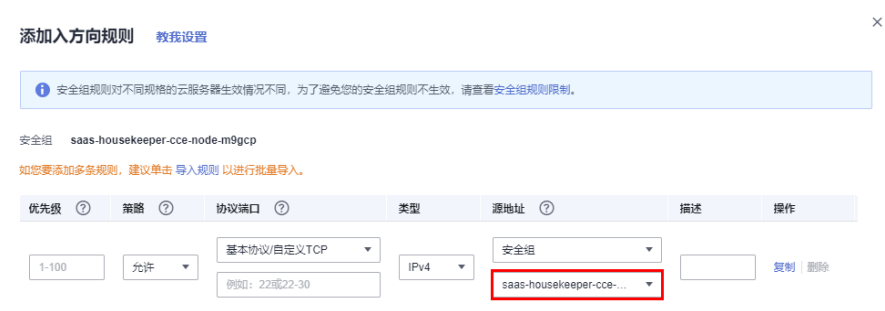 添加入方向规则 教我设置
安全组规则对不同规格的云服务器生效情况不同，为了避免您的安全组规则不生效，请查看安全组规则限制。
安全组 saas-housekeeper-cce-node-m9gcp
如您要添加多条规则，建议单击 导入规则 以进行批量导入。
优先级 ? 策略 ? 协议端口 ? 类型 源地址 ? 描述 操作
基本协议/自定义TCP 安全组
1-100 允许 IPv4 复制 删除
例如：22或22-30 saas-housekeeper-cce-...